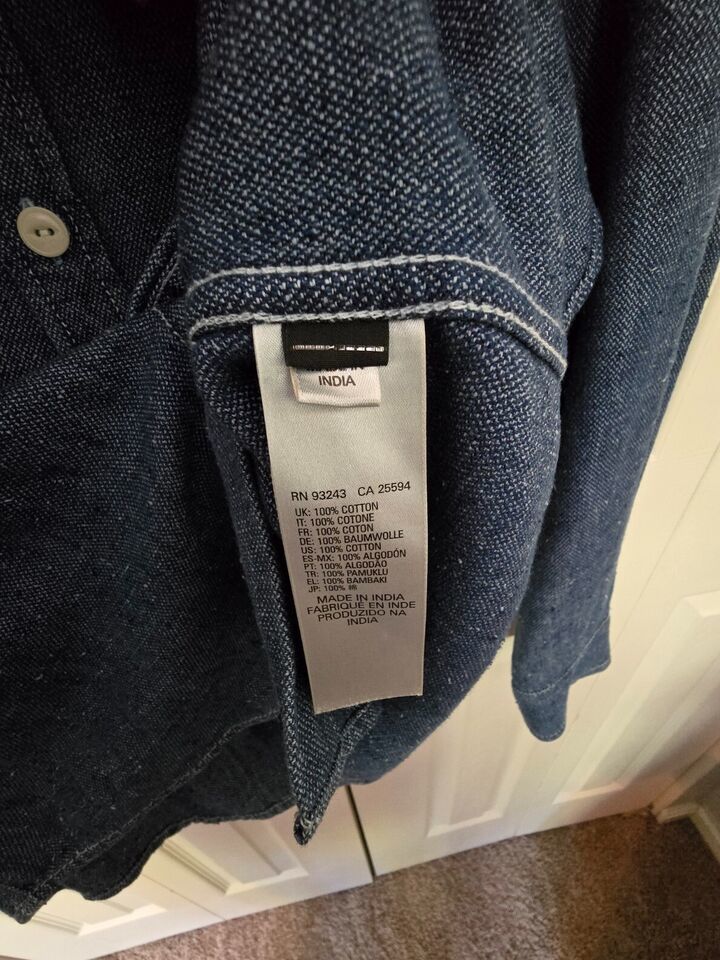 INDIA
RN 93243 CA 25594
UK: 100% COTTON
IT: 100% COTONE
FR: 100% COTON
DE: 100% BAUMWOLLE
US: 100% COTTON
ES-MX: 100% ALGODÓN
PT: 100% ALGODÃO
TR: 100% PAMUKLU
EL: 100% BAMBAKI
JP: 100% 綿
MADE IN INDIA
FABRIQUÉ EN INDE
PRODUZIDO NA
INDIA